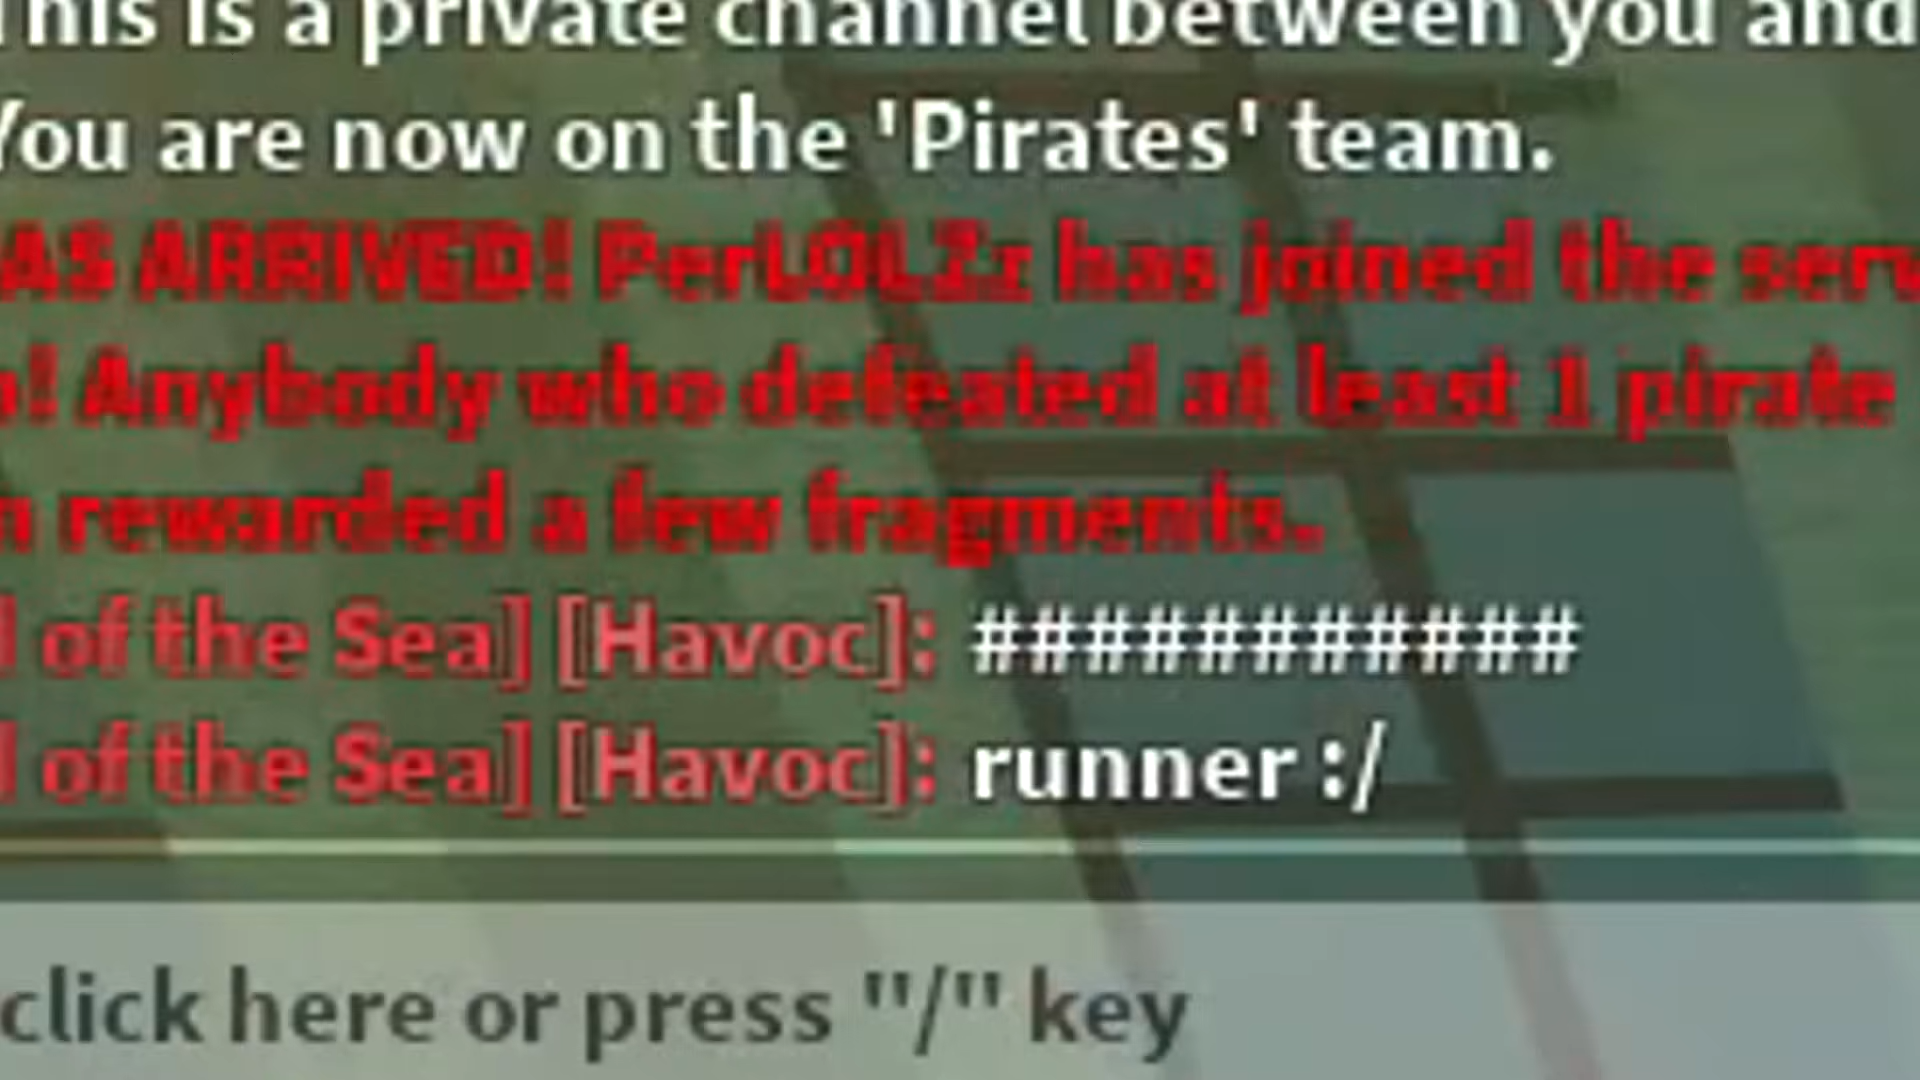 This is a private channel between you and
You are now on the 'Pirates' team.
AS ARRIVED! PerLOLZz has joined the serv
o! Anybody who defeated at least 1 pirate
n rewarded a few fragments.
of the Sea] [Havoc]: ###########
of the Sea] [Havoc]: runner :/
click here or press "/" key